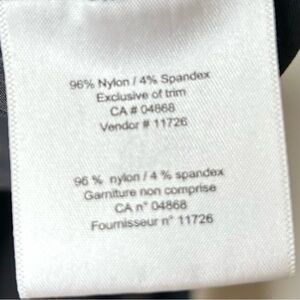 96% Nylon / 4% Spandex
Exclusive of trim
CA # 04868
Vendor # 11726
96 % nylon / 4 % spandex
Garniture non comprise
CA n° 04868
Fournisseur n° 11726